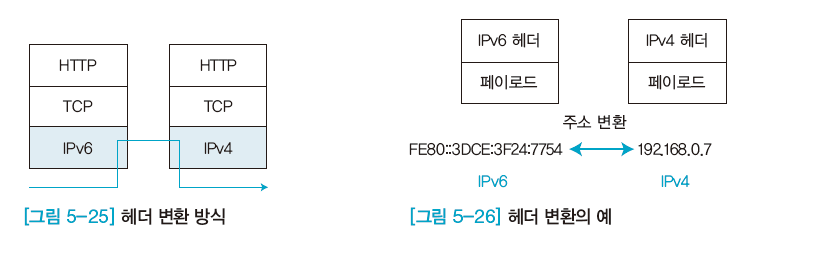 HTTP
TCP
IPv6
HTTP
TCP
IPv4
[그림 5-25] 헤더 변환 방식
IPv6 헤더
페이로드
IPv4 헤더
페이로드
주소 변환
FE80::3DCE:3F24:7754
192.168.0.7
IPv6
IPv4
[그림 5-26] 헤더 변환의 예